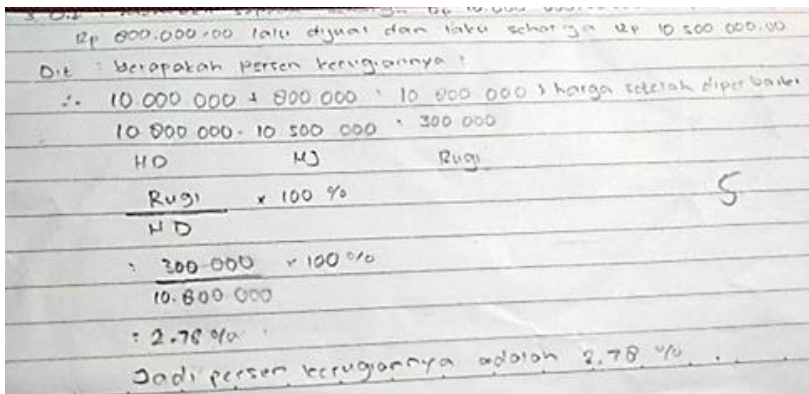 Rp 800.000.00 lalu dijual dan laku seharga Rp 10 500 000.00
Dit : berapakah persen kerugiannya?
∴ 10 000 000 + 800 000 : 10 800 000 > harga setelah diperbaiki
10 800 000 - 10 500 000 : 300 000
HD HJ Rugi
Rugi x 100 %
HD
5
: 300.000 x 100 %
10.800.000
: 2.78 %
Jadi persen kerugiannya adalah 2.78 %